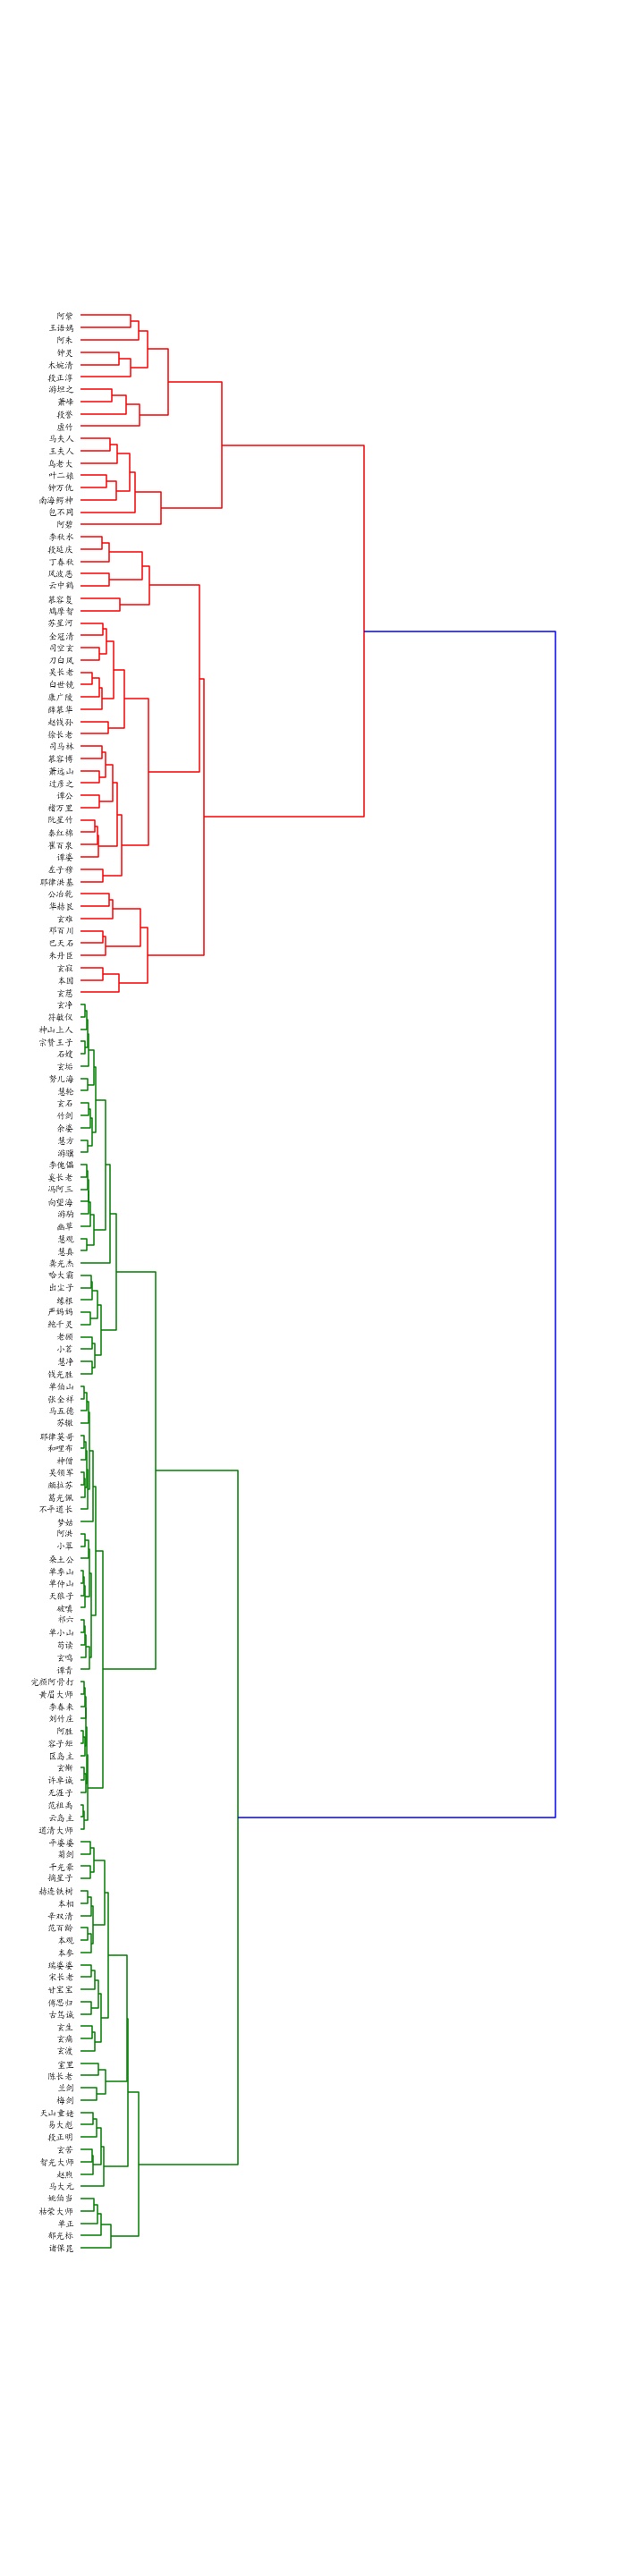 阿紫
王语嫣
阿朱
钟灵
木婉清
段正淳
游坦之
萧峰
段誉
虚竹
马夫人
王夫人
乌老大
叶二娘
钟万仇
南海鳄神
包不同
阿碧
李秋水
段延庆
丁春秋
风波恶
云中鹤
慕容复
鸠摩智
苏星河
全冠清
司空玄
刀白凤
吴长老
白世镜
康广陵
薛慕华
赵钱孙
徐长老
司马林
慕容博
萧远山
过彦之
谭公
褚万里
阮星竹
秦红棉
崔百泉
谭婆
左子穆
耶律洪基
公冶乾
华赫艮
玄难
邓百川
巴天石
朱丹臣
玄寂
本因
玄慈
玄净
符敏仪
神山上人
宗赞王子
石嫂
玄垢
努儿海
慧轮
玄石
竹剑
余婆
慧方
游骥
李傀儡
奚长老
冯阿三
向望海
游驹
幽草
慧观
慧真
龚光杰
哈大霸
出尘子
缘根
严妈妈
鲍千灵
老顾
小茗
慧净
钱光胜
单伯山
张全祥
马五德
苏辙
耶律莫哥
和哩布
神僧
吴领军
颇拉苏
葛光佩
不平道长
梦姑
阿洪
小翠
桑土公
单季山
单仲山
天狼子
破嗔
祁六
单小山
苟读
玄鸣
谭青
完颜阿骨打
黄眉大师
李春来
刘竹庄
阿胜
容子矩
区岛主
玄惭
许卓诚
无崖子
范祖禹
云岛主
道清大师
平婆婆
菊剑
干光豪
摘星子
赫连铁树
本相
辛双清
范百龄
本观
本参
瑞婆婆
宋长老
甘宝宝
傅思归
古笃诚
玄生
玄痛
玄渡
室里
陈长老
兰剑
梅剑
天山童姥
易大彪
段正明
玄苦
智光大师
赵煦
马大元
姚伯当
枯荣大师
单正
郁光标
诸保昆